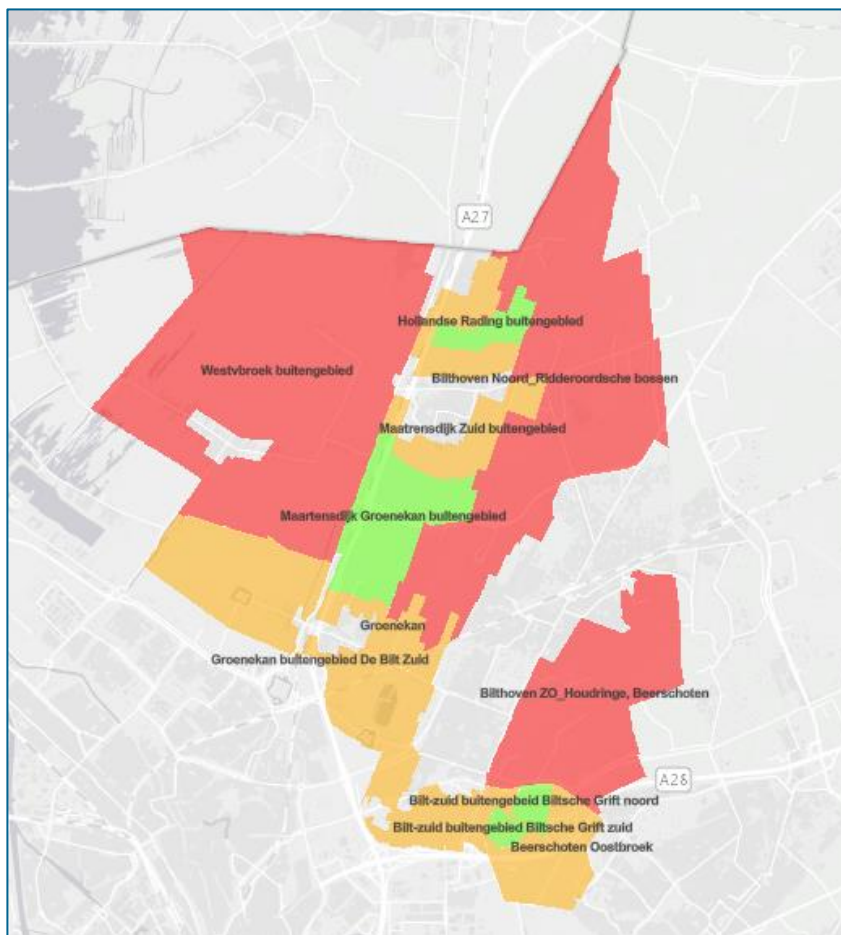 A27
Hollandse Rading buitengebied
Westvbroek buitengebied
Bilthoven Noord_Ridderoordsche bossen
Maatrensdijk Zuid buitengebied
Maartensdijk Groenekan buitengebied
Groenekan
Groenekan buitengebied De Bilt Zuid
Bilthoven ZO_Houdringe, Beerschoten
A28
Bilt-zuid buitengebeid Biltsche Grift noord
Bilt-zuid buitengebied Biltsche Grift zuid
Beerschoten Oostbroek